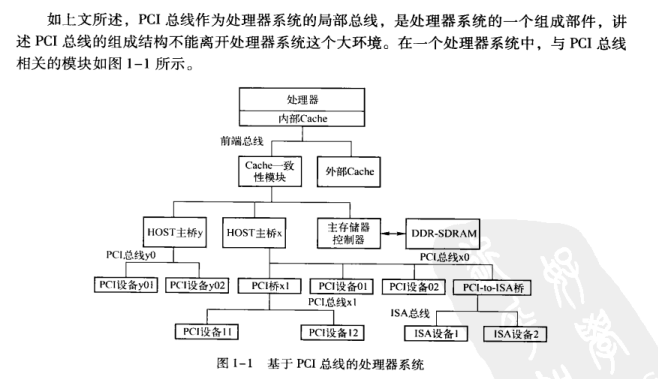 如上文所述，PCI 总线作为处理器系统的局部总线，是处理器系统的一个组成部件，讲
述 PCI 总线的组成结构不能离开处理器系统这个大环境。在一个处理器系统中，与 PCI 总线
相关的模块如图 1-1 所示。
处理器
内部Cache
前端总线
Cache一致
性模块
外部Cache
HOST主桥y
HOST主桥x
主存储器
控制器
DDR-SDRAM
PCI总线y0
PCI总线x0
PCI设备y01
PCI设备y02
PCI桥x1
PCI设备01
PCI设备02
PCI-to-ISA桥
PCI总线x1
ISA总线
PCI设备11
PCI设备12
ISA设备1
ISA设备2
图 1-1 基于 PCI 总线的处理器系统